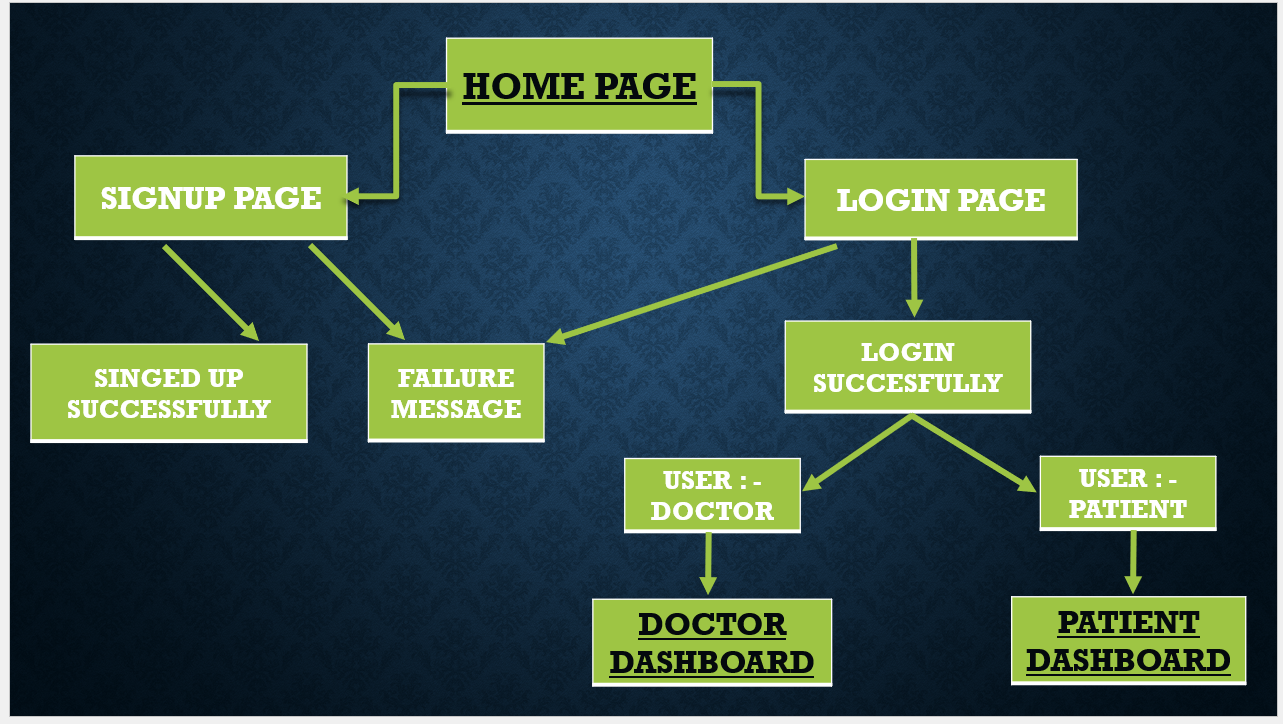 HOME PAGE
SIGNUP PAGE
LOGIN PAGE
SINGED UP
SUCCESSFULLY
FAILURE
MESSAGE
LOGIN
SUCCESFULLY
USER : -
DOCTOR
USER : -
PATIENT
DOCTOR
DASHBOARD
PATIENT
DASHBOARD